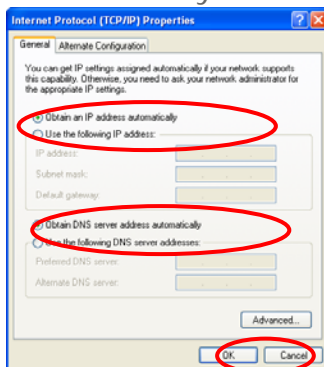 Internet Protocol (TCP/IP) Properties
General Alternate Configuration
You can get IP settings assigned automatically if your network supports
this capability. Otherwise, you need to ask your network administrator for
the appropriate IP settings.
Obtain an IP address automatically
Use the following IP address:
IP address:
Subnet mask:
Default gateway:
Obtain DNS server address automatically
Use the following DNS server addresses:
Preferred DNS server:
Alternate DNS server:
Advanced...
OK Cancel